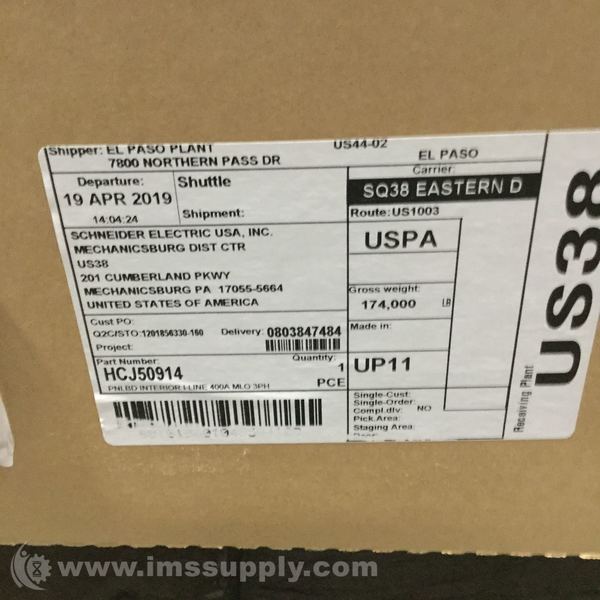 Shipper: EL PASO PLANT US44-02
7800 NORTHERN PASS DR EL PASO
Departure: Shuttle
19 APR 2019
14:04:24 Shipment:
Carrier:
SQ38 EASTERN D
Route:US1003
SCHNEIDER ELECTRIC USA, INC.
MECHANICSBURG DIST CTR
US38
201 CUMBERLAND PKWY
MECHANICSBURG PA 17055-5664
UNITED STATES OF AMERICA
USPA
Gross weight:
174,000 LB
Cust PO:
Q2C/STO:1201856330-160 Delivery: 0803847484
Project:
Made in:
UP11
Part Number: Quantity:
HCJ50914 1
PNLBD INTERIOR I-LINE 400A MLO 3PH PCE
Single-Cust:
Single-Order:
Compl.dlv: NO
Pick Area:
Staging Area:
Receiving Plant
US38
www.imssupply.com